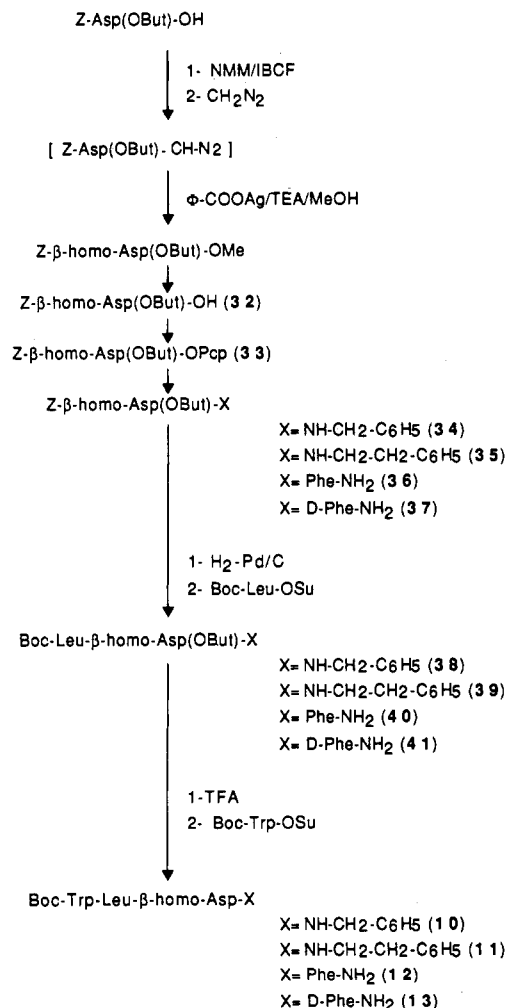 Z-Asp(OBut)-OH
1- NMM/IBCF
2- CH2N2
[ Z-Asp(OBut)- CH-N2 ]
Φ-COOAg/TEA/MeOH
Z-β-homo-Asp(OBut)-OMe
Z-β-homo-Asp(OBut)-OH (32)
Z-β-homo-Asp(OBut)-OPcp (33)
Z-β-homo-Asp(OBut)-X
X= NH-CH2-C6H5 (34)
X= NH-CH2-CH2-C6H5 (35)
X= Phe-NH2 (36)
X= D-Phe-NH2 (37)
1- H2-Pd/C
2- Boc-Leu-OSu
Boc-Leu-β-homo-Asp(OBut)-X
X= NH-CH2-C6H5 (38)
X= NH-CH2-CH2-C6H5 (39)
X= Phe-NH2 (40)
X= D-Phe-NH2 (41)
1-TFA
2- Boc-Trp-OSu
Boc-Trp-Leu-β-homo-Asp-X
X= NH-CH2-C6H5 (10)
X= NH-CH2-CH2-C6H5 (11)
X= Phe-NH2 (12)
X= D-Phe-NH2 (13)